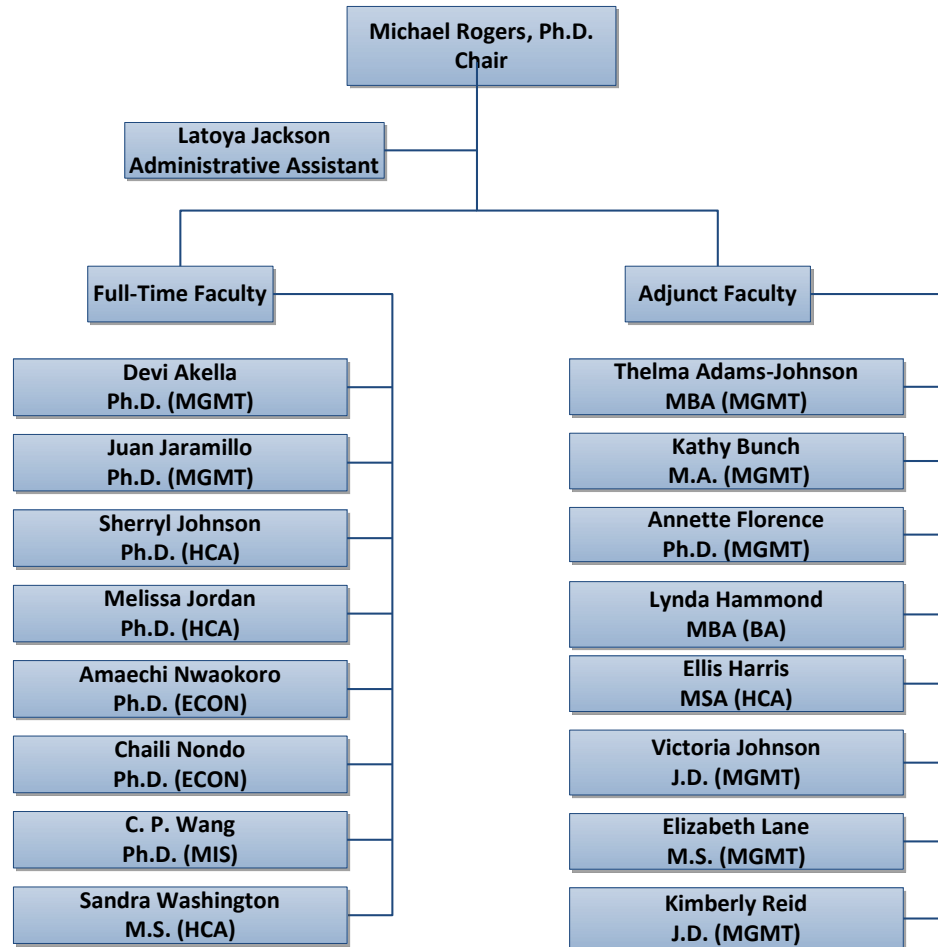 Michael Rogers, Ph.D.
Chair
Latoya Jackson
Administrative Assistant
Full-Time Faculty
Devi Akella
Ph.D. (MGMT)
Juan Jaramillo
Ph.D. (MGMT)
Sherryl Johnson
Ph.D. (HCA)
Melissa Jordan
Ph.D. (HCA)
Amaechi Nwaokoro
Ph.D. (ECON)
Chaili Nondo
Ph.D. (ECON)
C. P. Wang
Ph.D. (MIS)
Sandra Washington
M.S. (HCA)
Adjunct Faculty
Thelma Adams-Johnson
MBA (MGMT)
Kathy Bunch
M.A. (MGMT)
Annette Florence
Ph.D. (MGMT)
Lynda Hammond
MBA (BA)
Ellis Harris
MSA (HCA)
Victoria Johnson
J.D. (MGMT)
Elizabeth Lane
M.S. (MGMT)
Kimberly Reid
J.D. (MGMT)